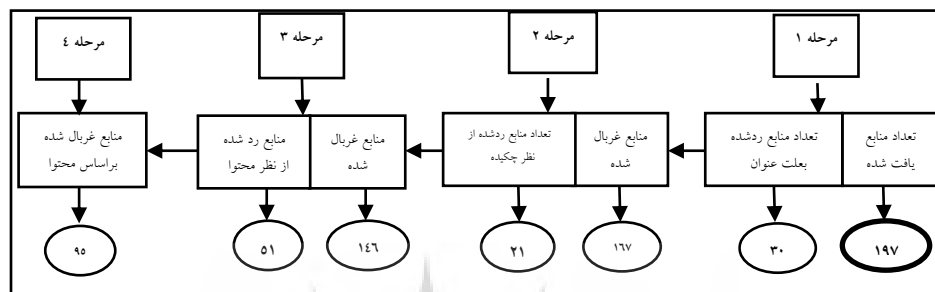 مرحله ۱
مرحله ۲
مرحله ۳
مرحله ٤
تعداد منابع
یافت شده
تعداد منابع ردشده
بعلت عنوان
منابع غربال
شده
تعداد منابع ردشده از
نظر چکیده
منابع غربال
شده
منابع رد شده
از نظر محتوا
منابع غربال شده
براساس محتوا
۱۹۷
۳۰
۱۶۷
۲۱
۱٤٦
۵۱
۹۵